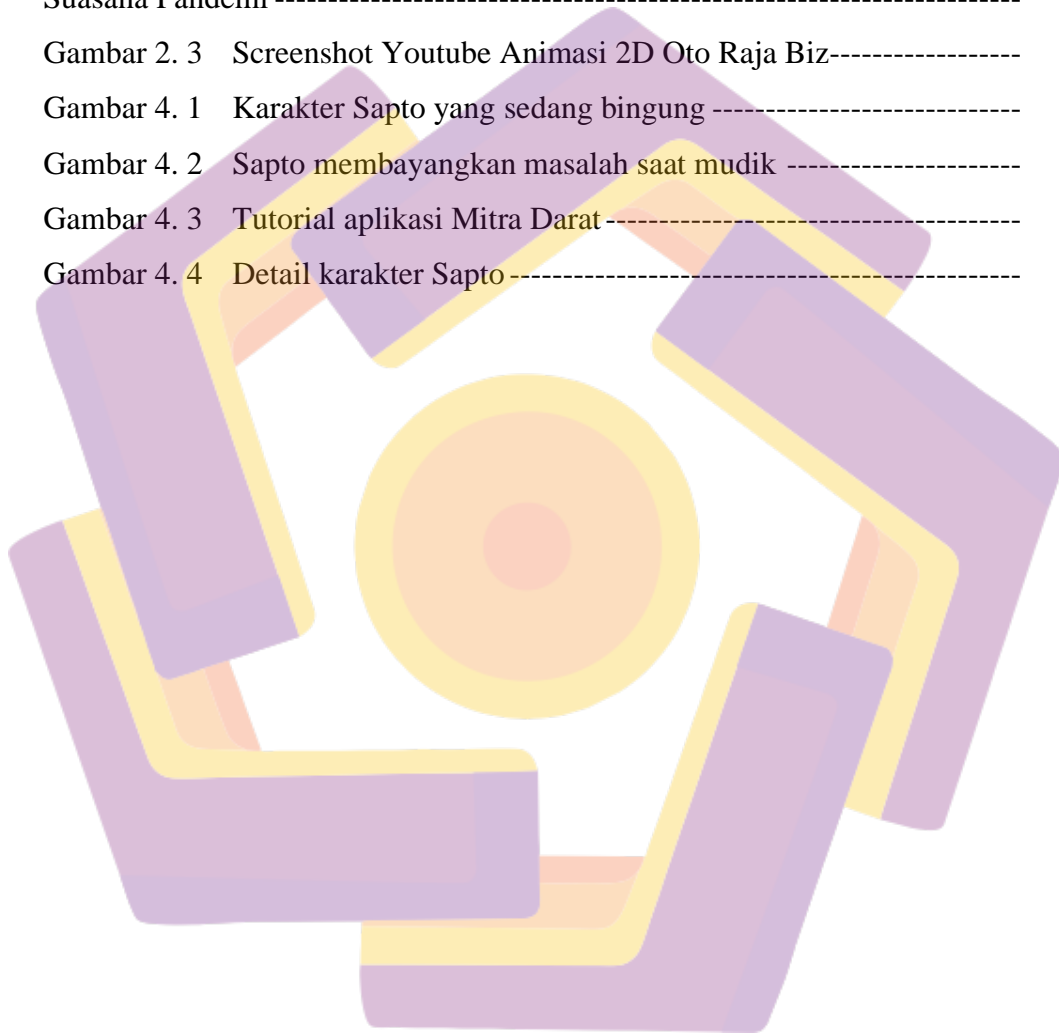 Suasana Pandemi -----------------------------------------------------------------------
Gambar 2. 3 Screenshot Youtube Animasi 2D Oto Raja Biz------------------
Gambar 4. 1 Karakter Sapto yang sedang bingung -----------------------------
Gambar 4. 2 Sapto membayangkan masalah saat mudik ----------------------
Gambar 4. 3 Tutorial aplikasi Mitra Darat ---------------------------------------
Gambar 4. 4 Detail karakter Sapto ------------------------------------------------